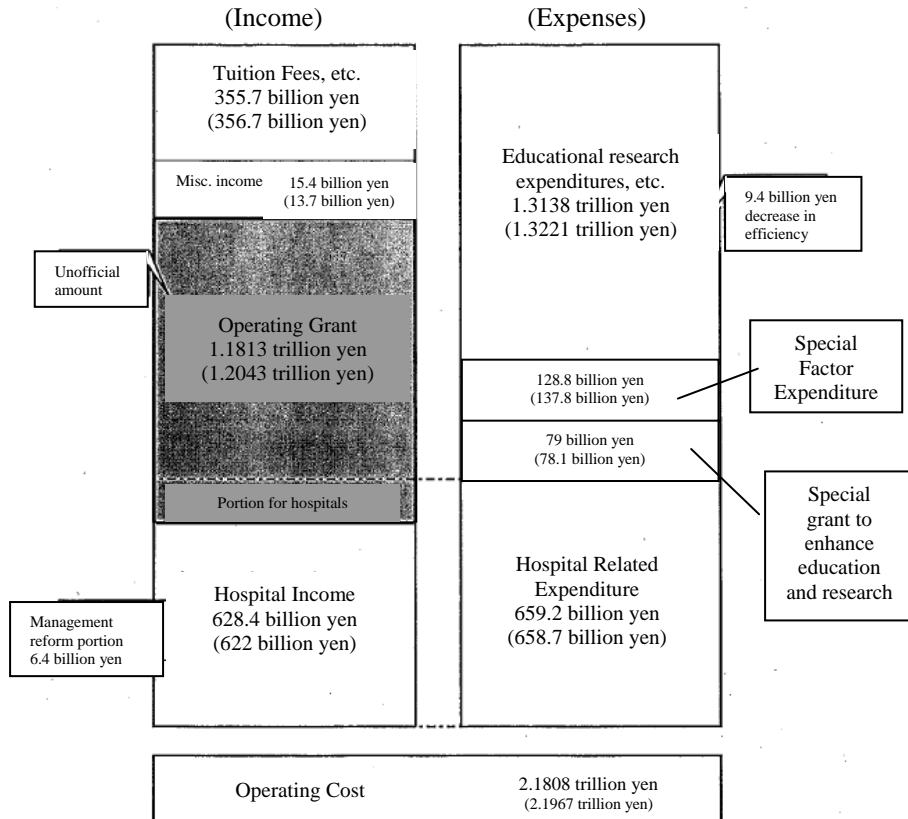 (Income)
(Expenses)
Tuition Fees, etc.
355.7 billion yen
(356.7 billion yen)
Misc. income
15.4 billion yen
(13.7 billion yen)
Unofficial
amount
Operating Grant
1.1813 trillion yen
(1.2043 trillion yen)
Portion for hospitals
Hospital Income
628.4 billion yen
(622 billion yen)
Management
reform portion
6.4 billion yen
Educational research
expenditures, etc.
1.3138 trillion yen
(1.3221 trillion yen)
9.4 billion yen
decrease in
efficiency
128.8 billion yen
(137.8 billion yen)
Special
Factor
Expenditure
79 billion yen
(78.1 billion yen)
Special
grant to
enhance
education
and research
Hospital Related
Expenditure
659.2 billion yen
(658.7 billion yen)
Operating Cost
2.1808 trillion yen
(2.1967 trillion yen)